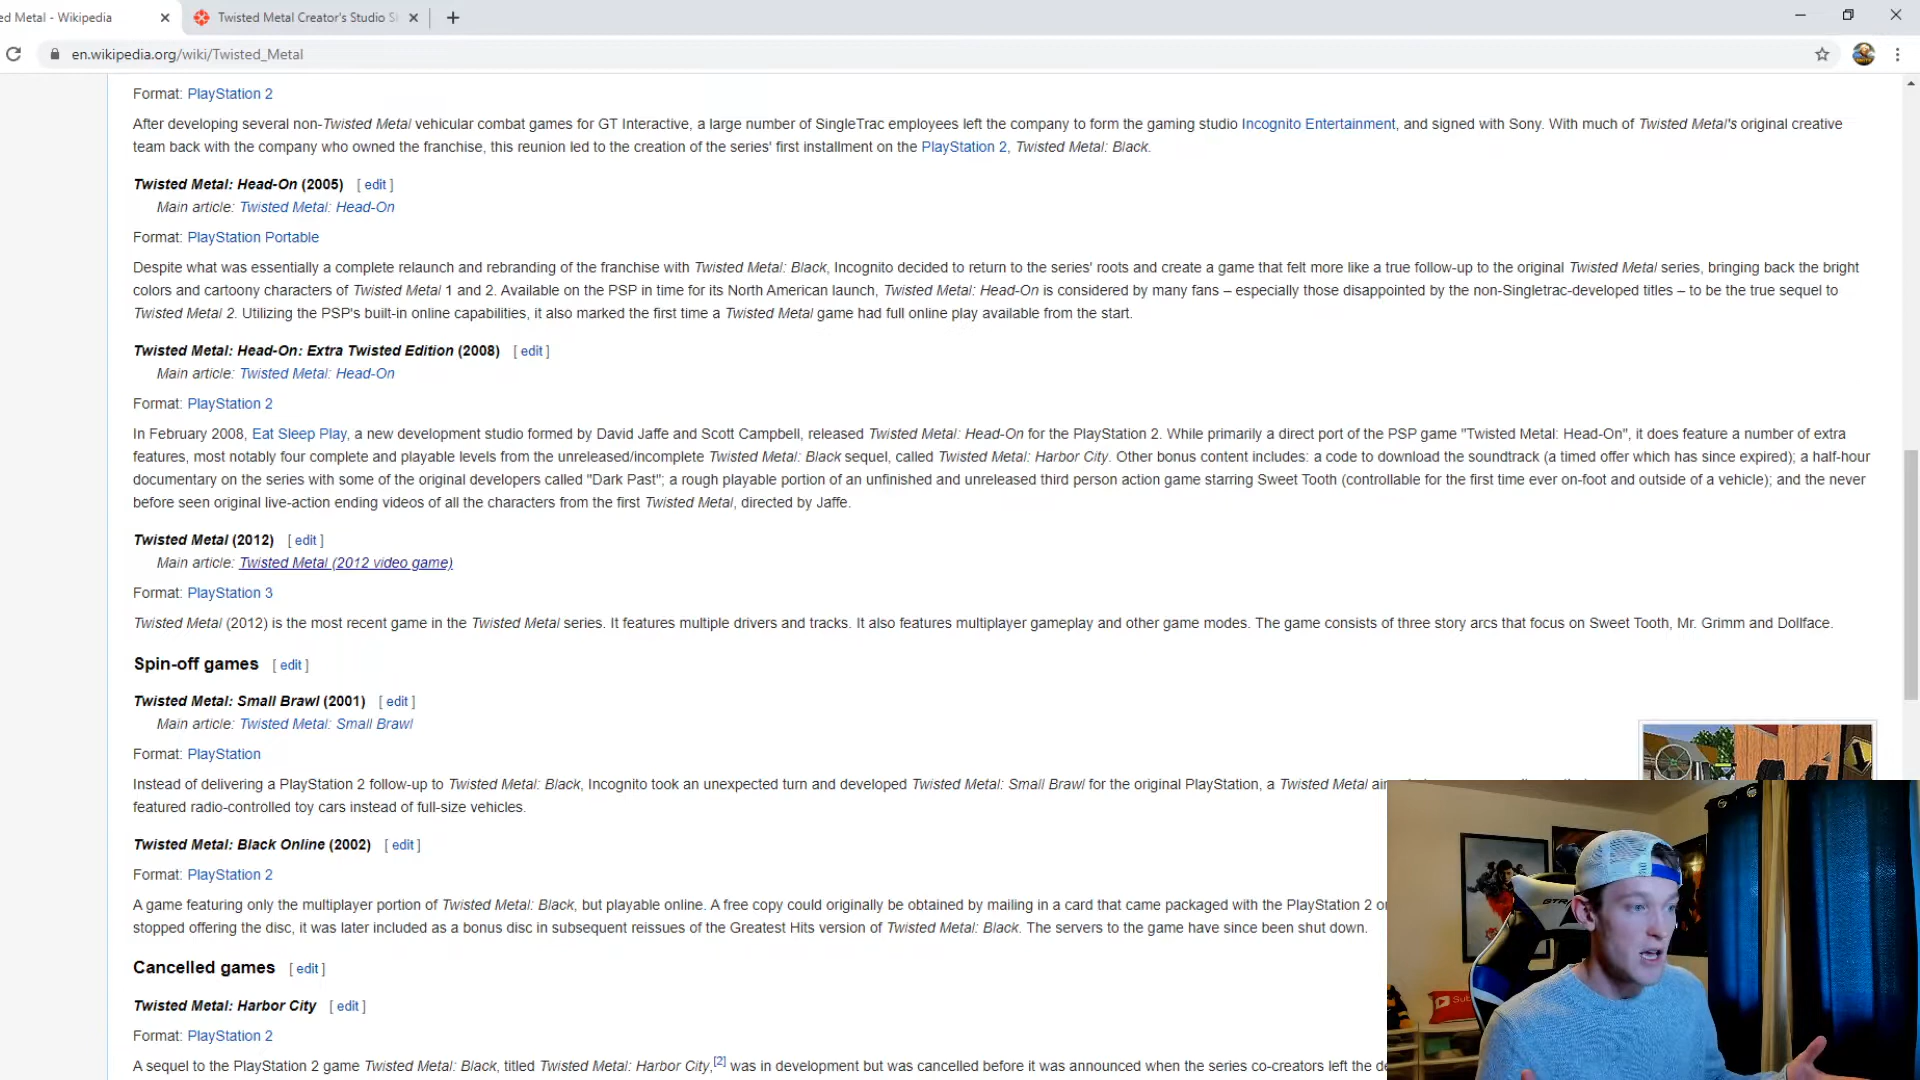 ed Metal - Wikipedia
Twisted Metal Creator's Studio
en.wikipedia.org/wiki/Twisted_Metal
Format: PlayStation 2
After developing several non-Twisted Metal vehicular combat games for GT Interactive, a large number of SingleTrac employees left the company to form the gaming studio Incognito Entertainment, and signed with Sony. With much of Twisted Metal's original creative
team back with the company who owned the franchise, this reunion led to the creation of the series' first installment on the PlayStation 2, Twisted Metal: Black.
Twisted Metal: Head-On (2005) [ edit ]
Main article: Twisted Metal: Head-On
Format: PlayStation Portable
Despite what was essentially a complete relaunch and rebranding of the franchise with Twisted Metal: Black, Incognito decided to return to the series' roots and create a game that felt more like a true follow-up to the original Twisted Metal series, bringing back the bright
colors and cartoony characters of Twisted Metal 1 and 2. Available on the PSP in time for its North American launch, Twisted Metal: Head-On is considered by many fans – especially those disappointed by the non-Singletrac-developed titles – to be the true sequel to
Twisted Metal 2. Utilizing the PSP's built-in online capabilities, it also marked the first time a Twisted Metal game had full online play available from the start.
Twisted Metal: Head-On: Extra Twisted Edition (2008) [ edit ]
Main article: Twisted Metal: Head-On
Format: PlayStation 2
In February 2008, Eat Sleep Play, a new development studio formed by David Jaffe and Scott Campbell, released Twisted Metal: Head-On for the PlayStation 2. While primarily a direct port of the PSP game "Twisted Metal: Head-On", it does feature a number of extra
features, most notably four complete and playable levels from the unreleased/incomplete Twisted Metal: Black sequel, called Twisted Metal: Harbor City. Other bonus content includes: a code to download the soundtrack (a timed offer which has since expired); a half-hour
documentary on the series with some of the original developers called "Dark Past"; a rough playable portion of an unfinished and unreleased third person action game starring Sweet Tooth (controllable for the first time ever on-foot and outside of a vehicle); and the never
before seen original live-action ending videos of all the characters from the first Twisted Metal, directed by Jaffe.
Twisted Metal (2012) [ edit ]
Main article: Twisted Metal (2012 video game)
Format: PlayStation 3
Twisted Metal (2012) is the most recent game in the Twisted Metal series. It features multiple drivers and tracks. It also features multiplayer gameplay and other game modes. The game consists of three story arcs that focus on Sweet Tooth, Mr. Grimm and Dollface.
Spin-off games [ edit ]
Twisted Metal: Small Brawl (2001) [ edit ]
Main article: Twisted Metal: Small Brawl
Format: PlayStation
Instead of delivering a PlayStation 2 follow-up to Twisted Metal: Black, Incognito took an unexpected turn and developed Twisted Metal: Small Brawl for the original PlayStation, a Twisted Metal
featured radio-controlled toy cars instead of full-size vehicles.
Twisted Metal: Black Online (2002) [ edit ]
Format: PlayStation 2
A game featuring only the multiplayer portion of Twisted Metal: Black, but playable online. A free copy could originally be obtained by mailing in a card that came packaged with the PlayStation 2
stopped offering the disc, it was later included as a bonus disc in subsequent reissues of the Greatest Hits version of Twisted Metal: Black. The servers to the game have since been shut down.
Cancelled games [ edit ]
Twisted Metal: Harbor City [ edit ]
Format: PlayStation 2
A sequel to the PlayStation 2 game Twisted Metal: Black, titled Twisted Metal: Harbor City,[2] was in development but was cancelled before it was announced when the series co-creators left the